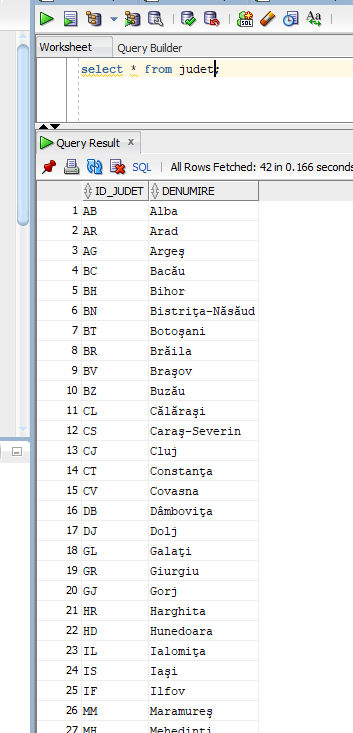 Worksheet Query Builder
select * from judet;
Query Result x
SQL | All Rows Fetched: 42 in 0.166 seconds
ID_JUDET DENUMIRE
1 AB Alba
2 AR Arad
3 AG Argeş
4 BC Bacău
5 BH Bihor
6 BN Bistriţa-Năsăud
7 BT Botoşani
8 BR Brăila
9 BV Braşov
10 BZ Buzău
11 CL Călăraşi
12 CS Caraş-Severin
13 CJ Cluj
14 CT Constanţa
15 CV Covasna
16 DB Dâmboviţa
17 DJ Dolj
18 GL Galaţi
19 GR Giurgiu
20 GJ Gorj
21 HR Harghita
22 HD Hunedoara
23 IL Ialomiţa
24 IS Iaşi
25 IF Ilfov
26 MM Maramureş
27 MH Mehedinţi